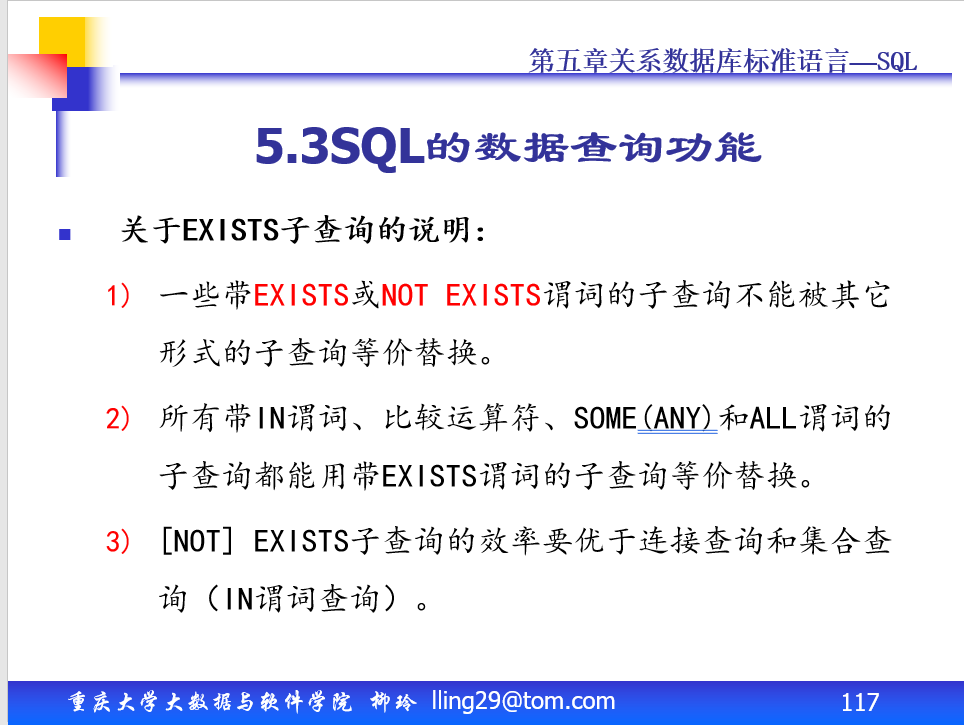 第五章关系数据库标准语言—SQL
5.3SQL的数据查询功能
关于EXISTS子查询的说明：
1) 一些带EXISTS或NOT EXISTS谓词的子查询不能被其它
形式的子查询等价替换。
2) 所有带IN谓词、比较运算符、SOME(ANY)和ALL谓词的
子查询都能用带EXISTS谓词的子查询等价替换。
3) [NOT] EXISTS子查询的效率要优于连接查询和集合查
询（IN谓词查询）。
重庆大学大数据与软件学院 柳玲 lling29@tom.com 117